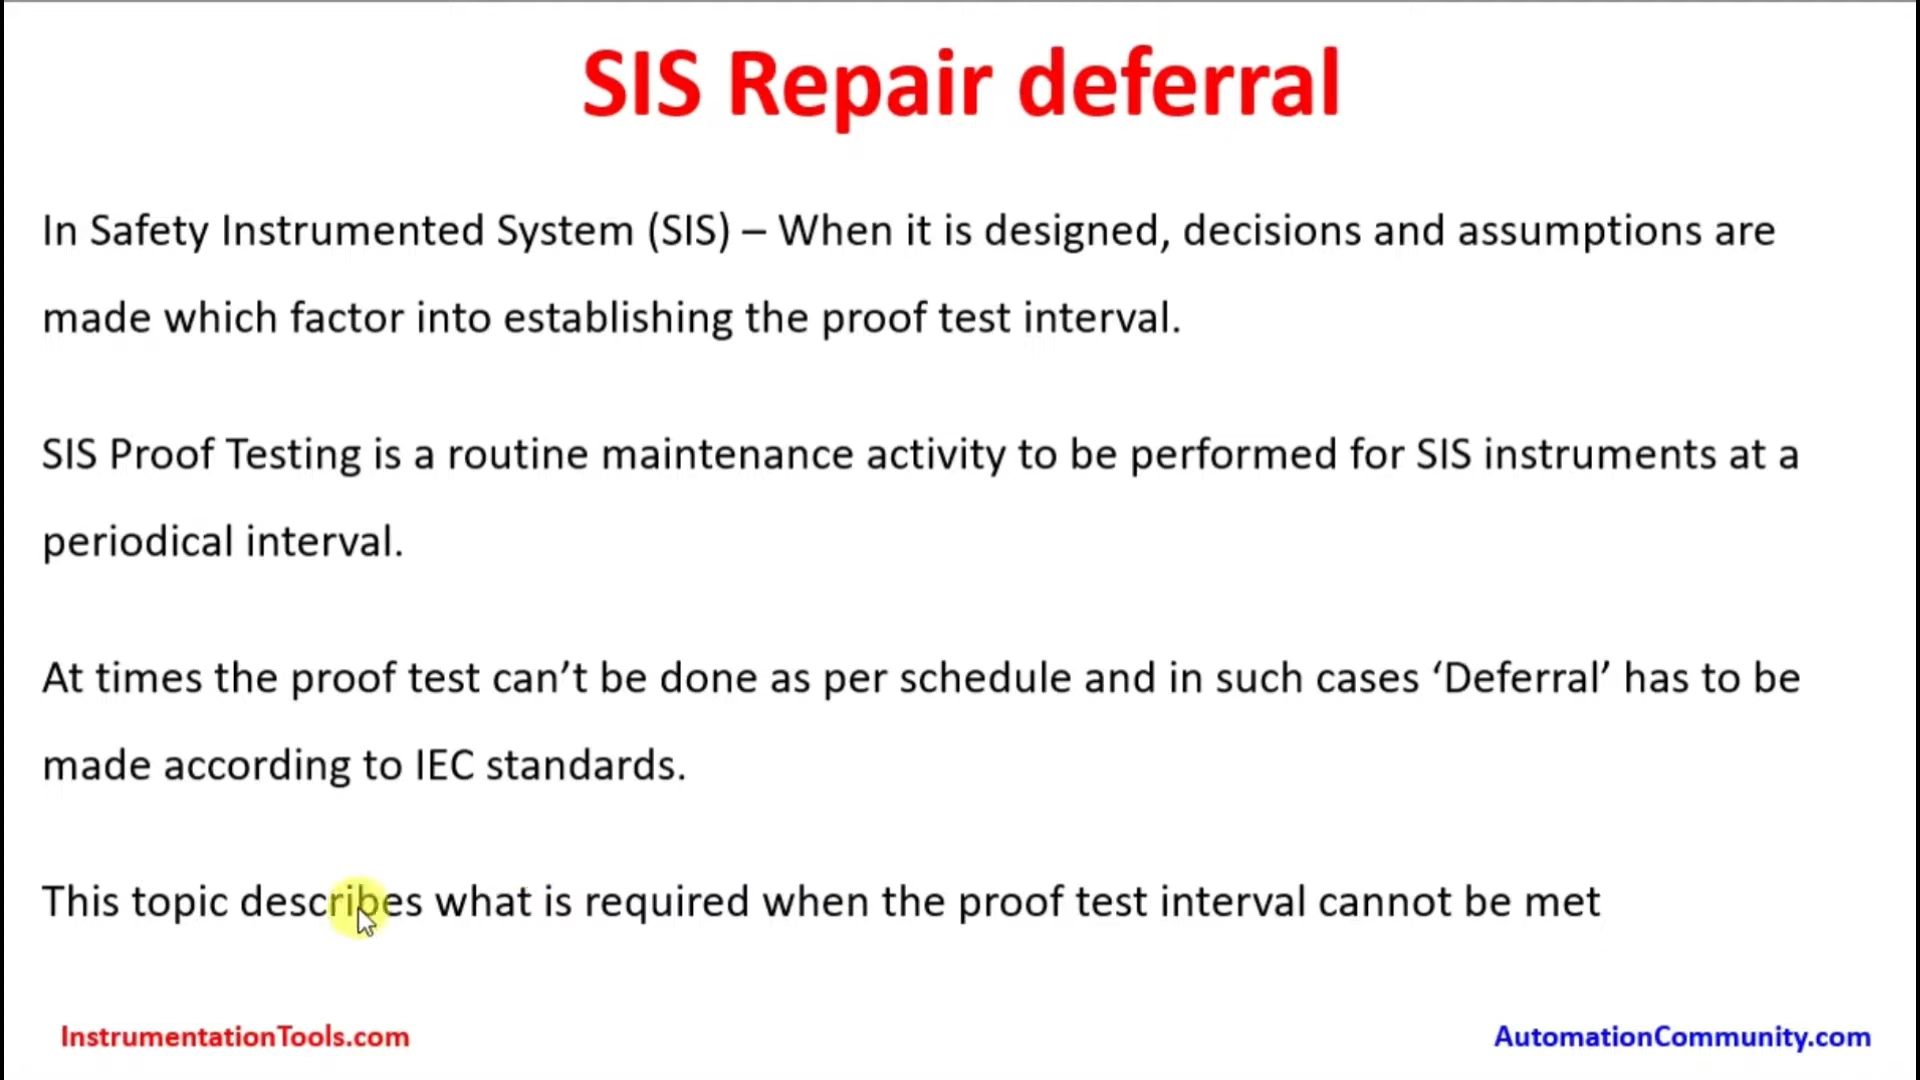 SIS Repair deferral
In Safety Instrumented System (SIS) – When it is designed, decisions and assumptions are
made which factor into establishing the proof test interval.
SIS Proof Testing is a routine maintenance activity to be performed for SIS instruments at a
periodical interval.
At times the proof test can’t be done as per schedule and in such cases ‘Deferral’ has to be
made according to IEC standards.
This topic describes what is required when the proof test interval cannot be met
InstrumentationTools.com
AutomationCommunity.com